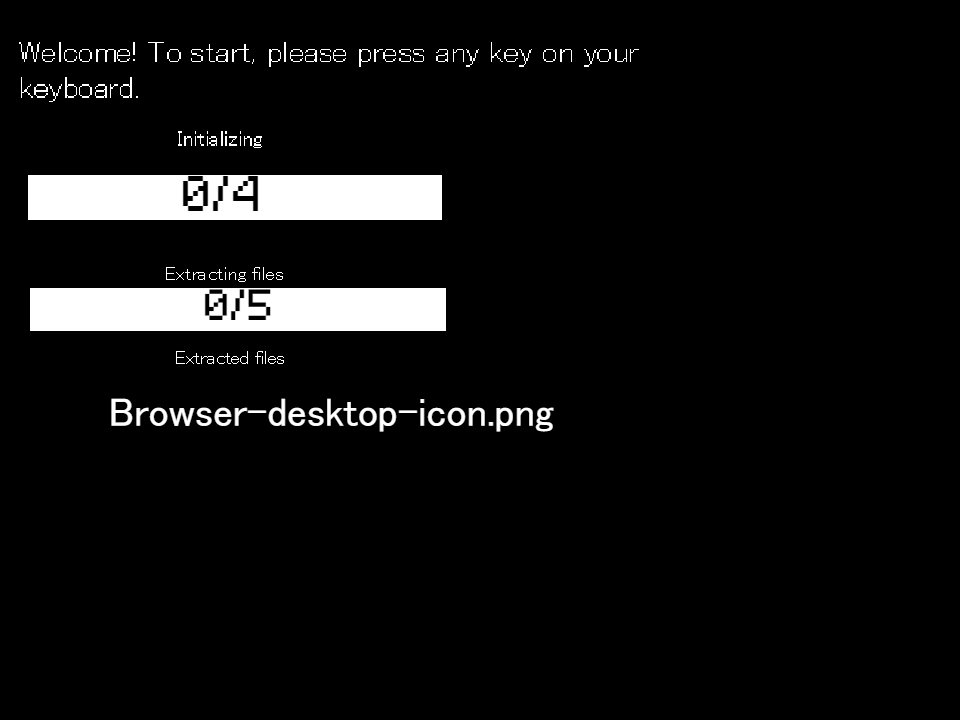 Welcome! To start, please press any key on your
keyboard.
Initializing
0/4
Extracting files
0/5
Extracted files
Browser-desktop-icon.png